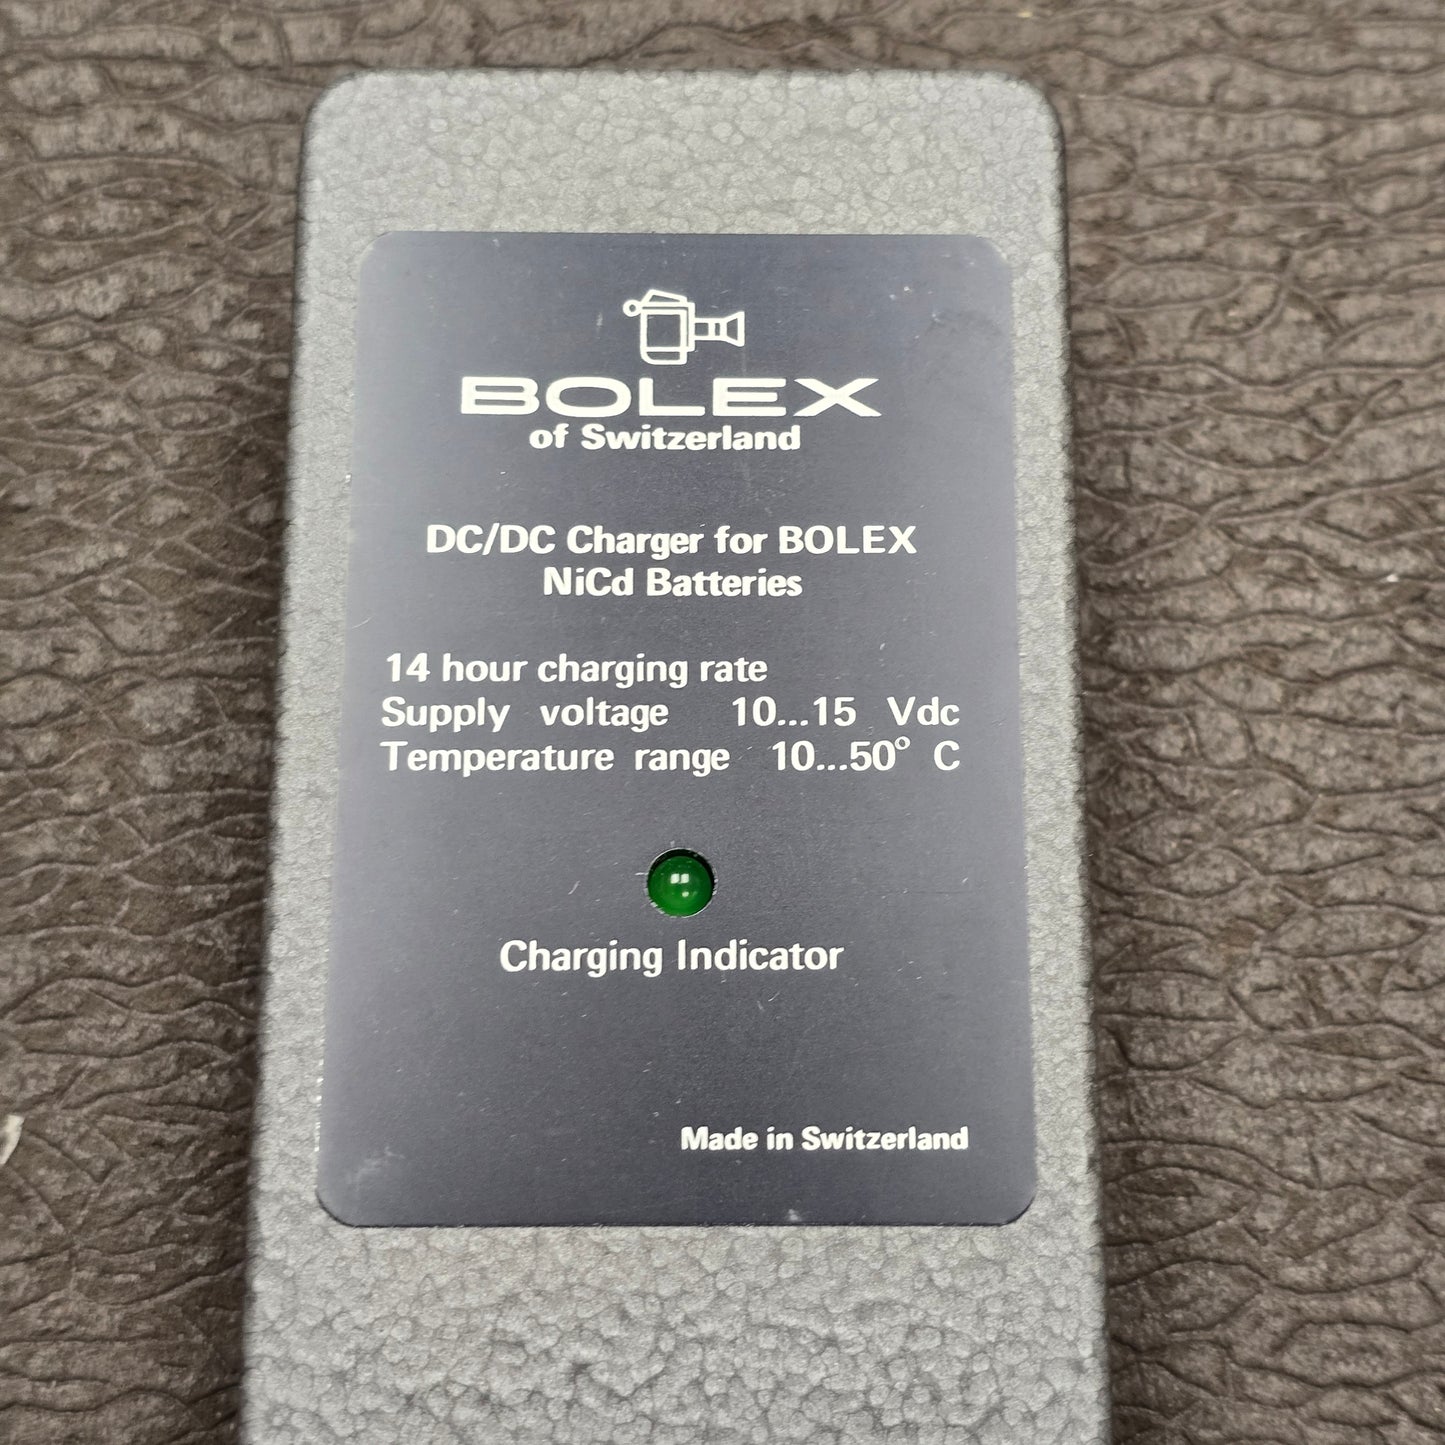 BOLEX
of Switzerland
DC/DC Charger for BOLEX
NiCd Batteries
14 hour charging rate
Supply voltage 10...15 Vdc
Temperature range 10...50° C
Charging Indicator
Made in Switzerland